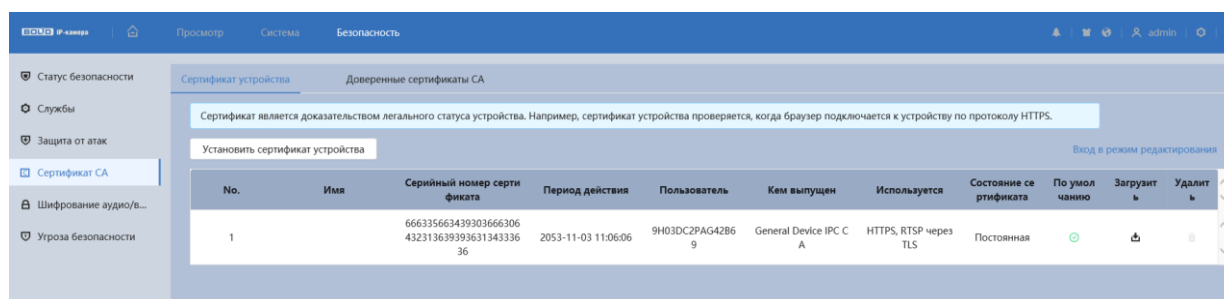 BOLID IP-камера Просмотр Система Безопасность admin
Статус безопасности
Службы
Защита от атак
Сертификат CA
Шифрование аудио/в...
Угроза безопасности
Сертификат устройства Доверенные сертификаты CA
Сертификат является доказательством легального статуса устройства. Например, сертификат устройства проверяется, когда браузер подключается к устройству по протоколу HTTPS.
Установить сертификат устройства Вход в режим редактирования
No. Имя Серийный номер серти Период действия Пользователь Кем выпущен Используется Состояние се По умол Загрузит Удалит
фиката ртификата чанию ь ь
666335663439303666306
1 432313639393631343336 2053-11-03 11:06:06 9H03DC2PAG42B6 General Device IPC C HTTPS, RTSP через Постоянная
36 9 A TLS